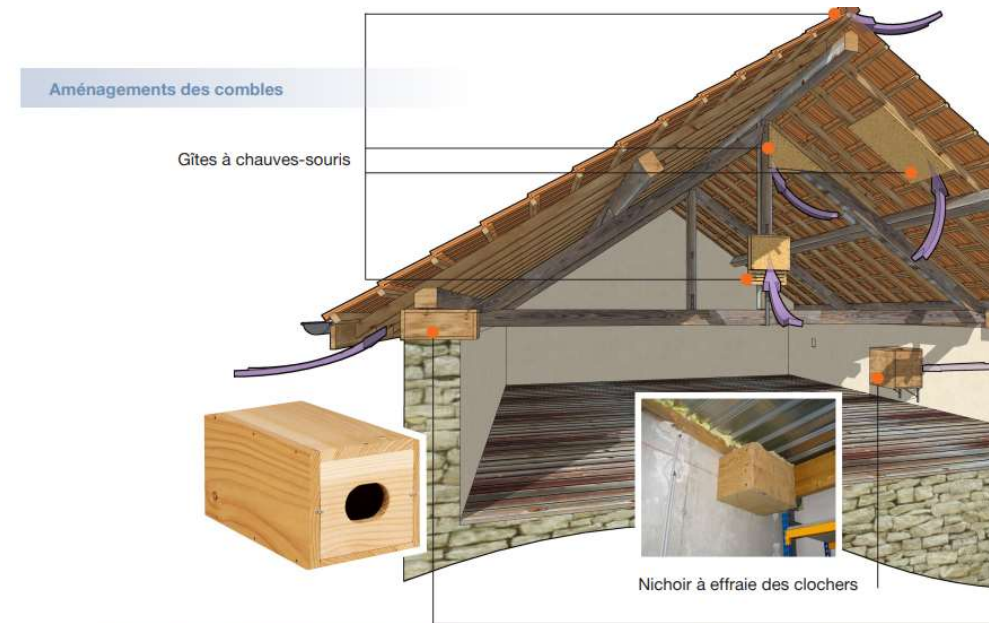 Aménagements des combles
Gîtes à chauves-souris
Nichoir à effraie des clochers